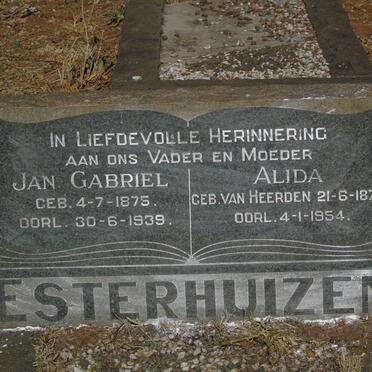 IN LIEFDEVOLLE HERINNERING
AAN ONS VADER EN MOEDER
JAN GABRIEL
GEB. 4-7-1875.
OORL. 30-6-1939.
ALIDA
GEB. VAN HEERDEN 21-6-187
OORL. 4-1-1954.
ESTERHUIZEN